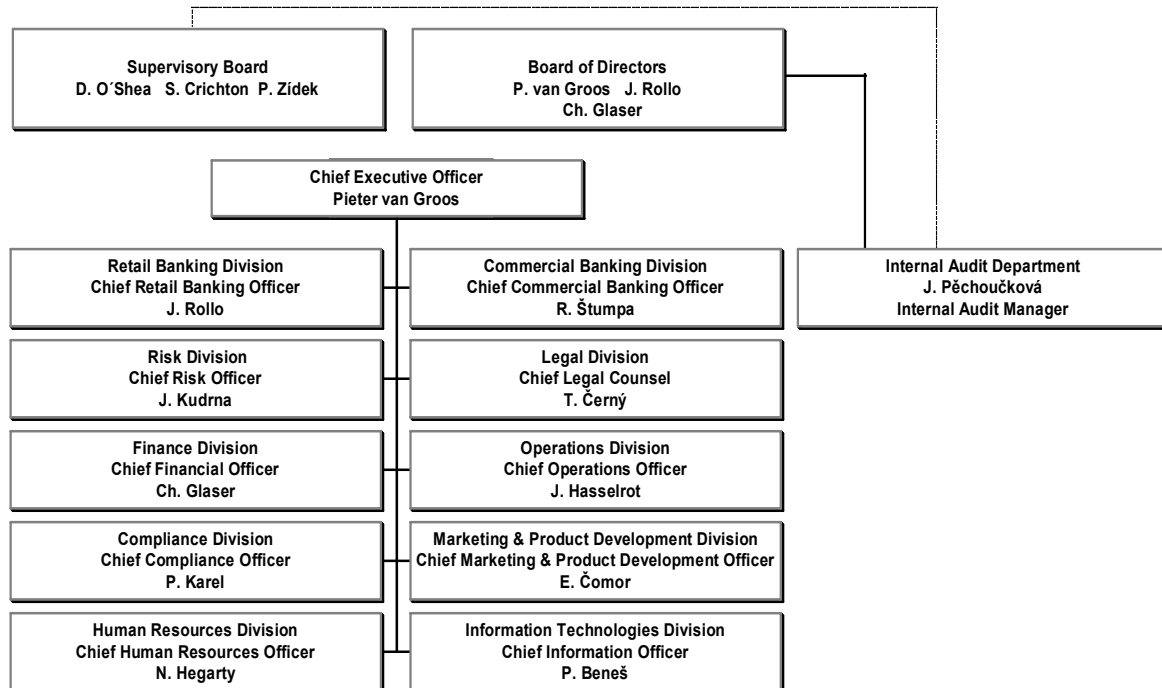 Supervisory Board
D. O´Shea S. Crichton P. Zídek
Board of Directors
P. van Groos J. Rollo
Ch. Glaser
Chief Executive Officer
Pieter van Groos
Retail Banking Division
Chief Retail Banking Officer
J. Rollo
Commercial Banking Division
Chief Commercial Banking Officer
R. Štumpa
Internal Audit Department
J. Pěchoučková
Internal Audit Manager
Risk Division
Chief Risk Officer
J. Kudrna
Legal Division
Chief Legal Counsel
T. Černý
Finance Division
Chief Financial Officer
Ch. Glaser
Operations Division
Chief Operations Officer
J. Hasselrot
Compliance Division
Chief Compliance Officer
P. Karel
Marketing & Product Development Division
Chief Marketing & Product Development Officer
E. Čomor
Human Resources Division
Chief Human Resources Officer
N. Hegarty
Information Technologies Division
Chief Information Officer
P. Beneš